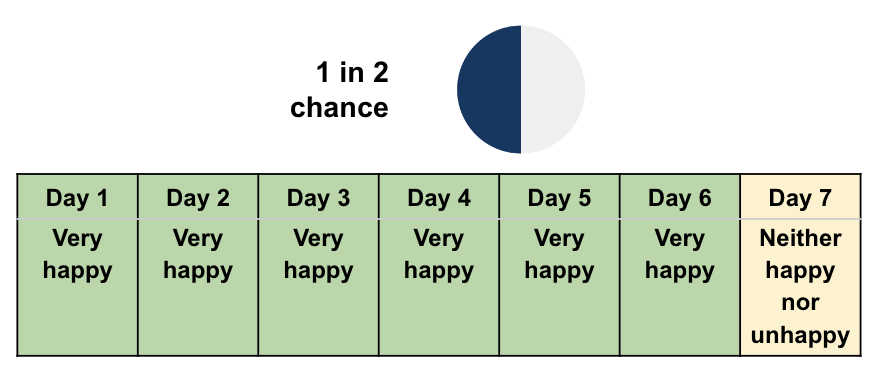 1 in 2
chance
Day 1 Day 2 Day 3 Day 4 Day 5 Day 6 Day 7
Very Very Very Very Very Very Neither
happy happy happy happy happy happy happy
nor
unhappy